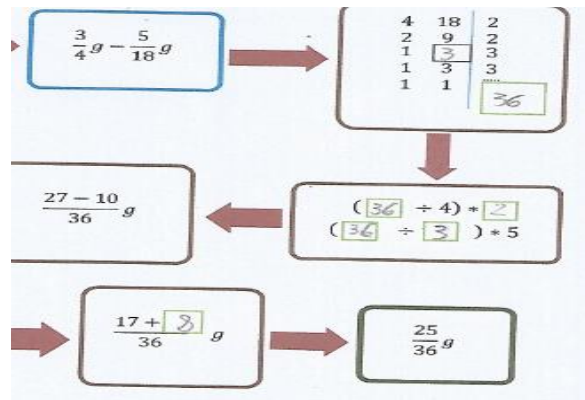 3/4 g − 5/18 g
4 18 2
2 9 2
1 3 3
1 3 3
1 1 ....
36
(36 ÷ 4) * 2
(36 ÷ 3 ) * 5
27 − 10 / 36 g
17 + 8 / 36 g
25/36 g